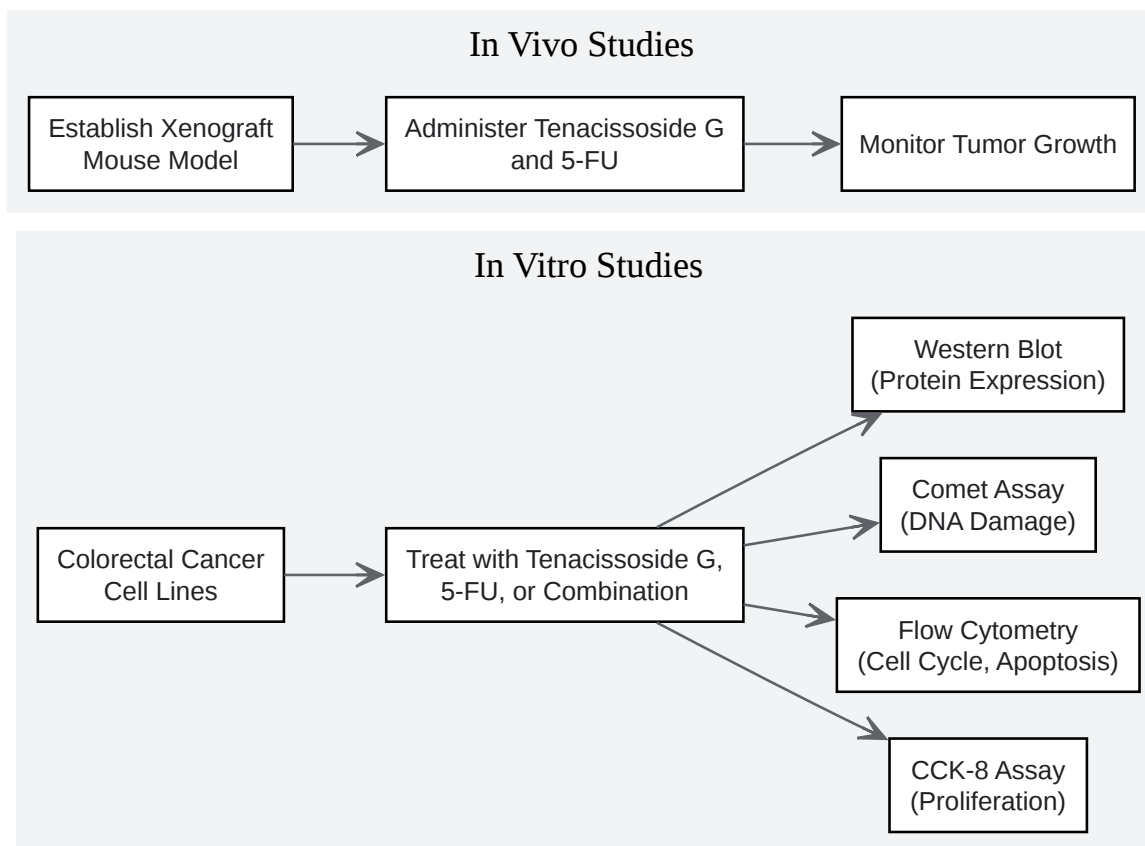 In Vivo Studies
Establish Xenograft
Mouse Model
Administer Tenacissoside G
and 5-FU
Monitor Tumor Growth
In Vitro Studies
Colorectal Cancer
Cell Lines
Treat with Tenacissoside G,
5-FU, or Combination
Western Blot
(Protein Expression)
Comet Assay
(DNA Damage)
Flow Cytometry
(Cell Cycle, Apoptosis)
CCK-8 Assay
(Proliferation)